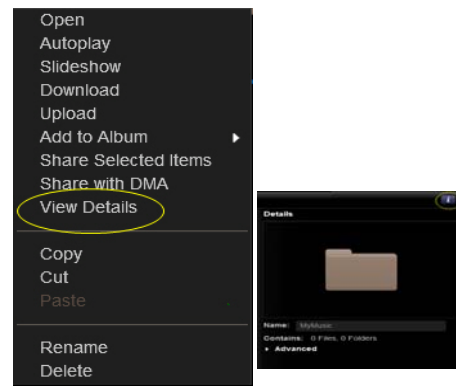 Open
Autoplay
Slideshow
Download
Upload
Add to Album
Share Selected Items
Share with DMA
View Details
Copy
Cut
Paste
Rename
Delete
Details
Name: MyMusic
Contains: 0 Files, 0 Folders
Advanced